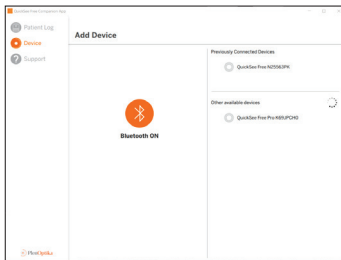 QuickSee Free Companion App
Patient Log
Device
Support
Add Device
Bluetooth ON
Previously Connected Devices
QuickSee Free N25563PK
Other available devices
QuickSee Free Pro K69UPCHG
PlenOptika